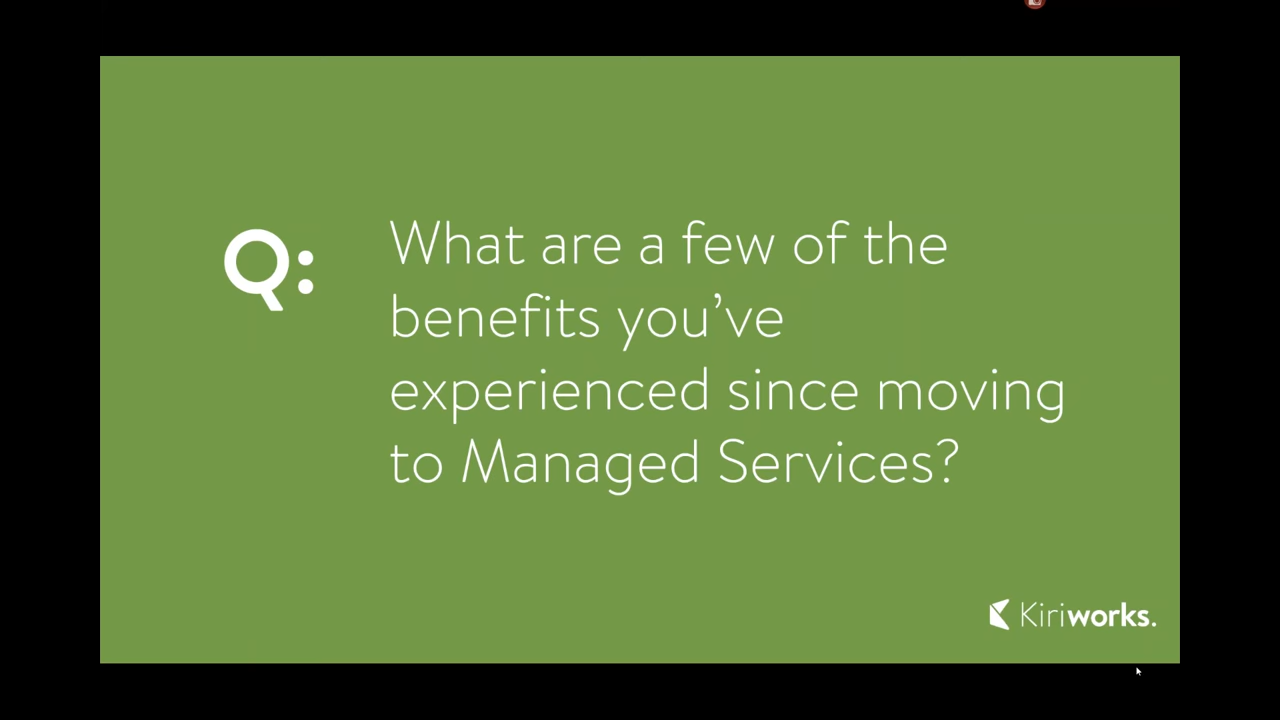 Q:
What are a few of the
benefits you’ve
experienced since moving
to Managed Services?
Kiriworks.